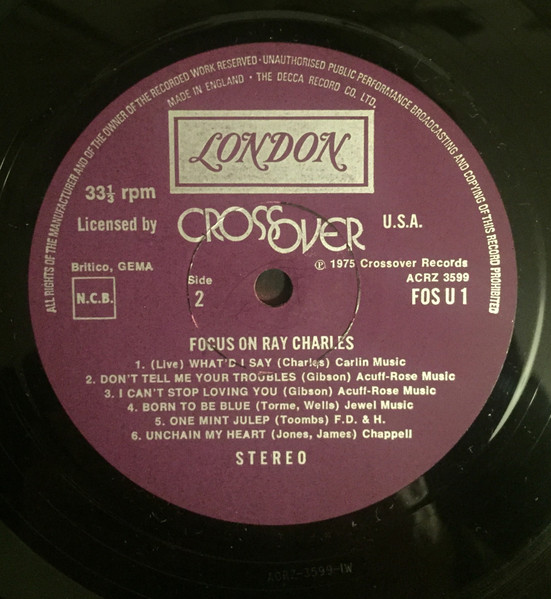 ALL RIGHTS OF THE MANUFACTURER AND OF THE OWNER OF THE RECORDED WORK RESERVED · UNAUTHORISED PUBLIC PERFORMANCE BROADCASTING AND COPYING OF THIS RECORD PROHIBITED
MADE IN ENGLAND · THE DECCA RECORD CO. LTD.
LONDON
33⅓ rpm
Licensed by CROSSOVER U.S.A.
Britico, GEMA
℗ 1975 Crossover Records
N.C.B.
Side
2
ACRZ 3599
FOS U 1
FOCUS ON RAY CHARLES
1. (Live) WHAT'D I SAY (Charles) Carlin Music
2. DON'T TELL ME YOUR TROUBLES (Gibson) Acuff-Rose Music
3. I CAN'T STOP LOVING YOU (Gibson) Acuff-Rose Music
4. BORN TO BE BLUE (Torme, Wells) Jewel Music
5. ONE MINT JULEP (Toombs) F.D. & H.
6. UNCHAIN MY HEART (Jones, James) Chappell
STEREO
ACRZ-3599-1W